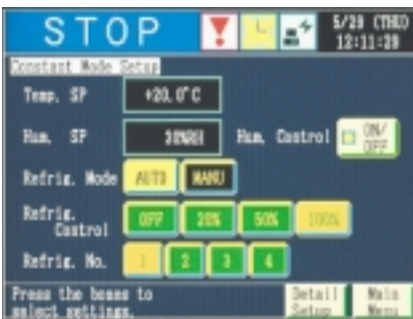 STOP 5/29 (THU)
12:11:29
Constant Mode Setup
Temp. SP +20.0°C
Hum. SP 30%RH Hum. Control ON/
OFF
Refrig. Mode AUTO MANU
Refrig.
Control OFF 20% 50% 100%
Refrig. No. 1 2 3 4
Press the boxes to
select settings.
Detail
Setup
Main
Menu